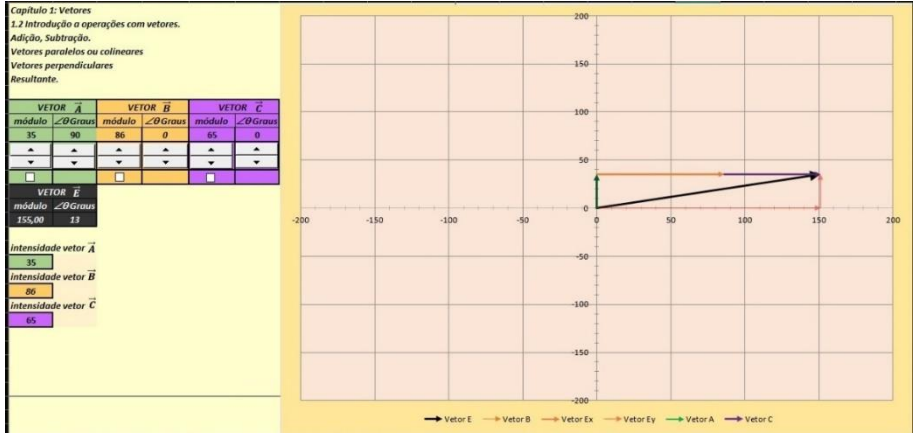 Capítulo 1: Vetores
1.2 Introdução a operações com vetores.
Adição, Subtração.
Vetores paralelos ou colineares
Vetores perpendiculares
Resultante.
VETOR A⃗ VETOR B⃗ VETOR C⃗
módulo ∠θGraus módulo ∠θGraus módulo ∠θGraus
35 90 86 0 65 0
VETOR E⃗
módulo ∠θGraus
155,00 13
intensidade vetor A⃗
35
intensidade vetor B⃗
86
intensidade vetor C⃗
65
200
150
100
50
0
-200 -150 -100 -50 0 50 100 150 200
-50
-100
-150
-200
Vetor E Vetor B Vetor Ex Vetor Ey Vetor A Vetor C